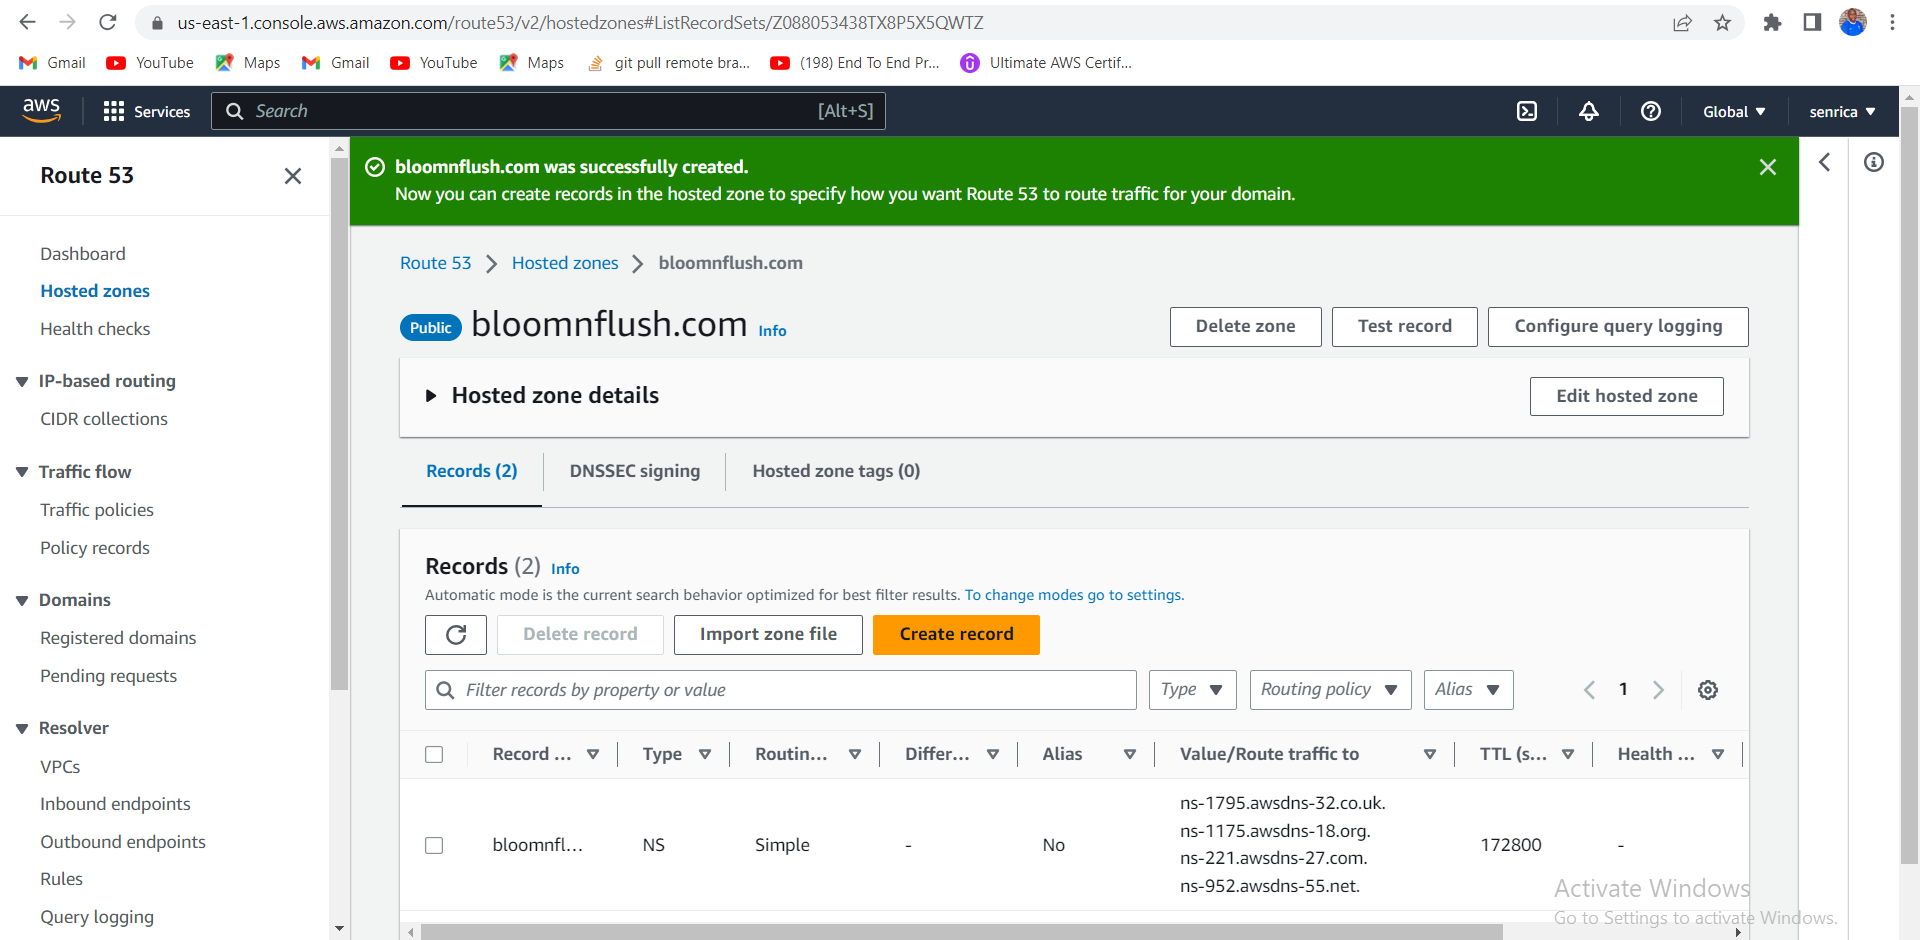 us-east-1.console.aws.amazon.com/route53/v2/hostedzones#ListRecordSets/Z088053438TX8P5X5QWTZ
Gmail YouTube Maps Gmail YouTube Maps git pull remote bra... (198) End To End Pr... Ultimate AWS Certif...
aws Services Search [Alt+S] Global senrica
Route 53
Dashboard
Hosted zones
Health checks
IP-based routing
CIDR collections
Traffic flow
Traffic policies
Policy records
Domains
Registered domains
Pending requests
Resolver
VPCs
Inbound endpoints
Outbound endpoints
Rules
Query logging
bloomnflush.com was successfully created.
Now you can create records in the hosted zone to specify how you want Route 53 to route traffic for your domain.
Route 53 Hosted zones bloomnflush.com
Public bloomnflush.com Info Delete zone Test record Configure query logging
Hosted zone details Edit hosted zone
Records (2) DNSSEC signing Hosted zone tags (0)
Records (2) Info
Automatic mode is the current search behavior optimized for best filter results. To change modes go to settings.
Delete record Import zone file Create record
Filter records by property or value Type Routing policy Alias 1
Record ... Type Routin... Differ... Alias Value/Route traffic to TTL (s... Health ...
bloomnfl... NS Simple - No ns-1795.awsdns-32.co.uk. 172800 -
ns-1175.awsdns-18.org.
ns-221.awsdns-27.com.
ns-952.awsdns-55.net.
Activate Windows
Go to Settings to activate Windows.